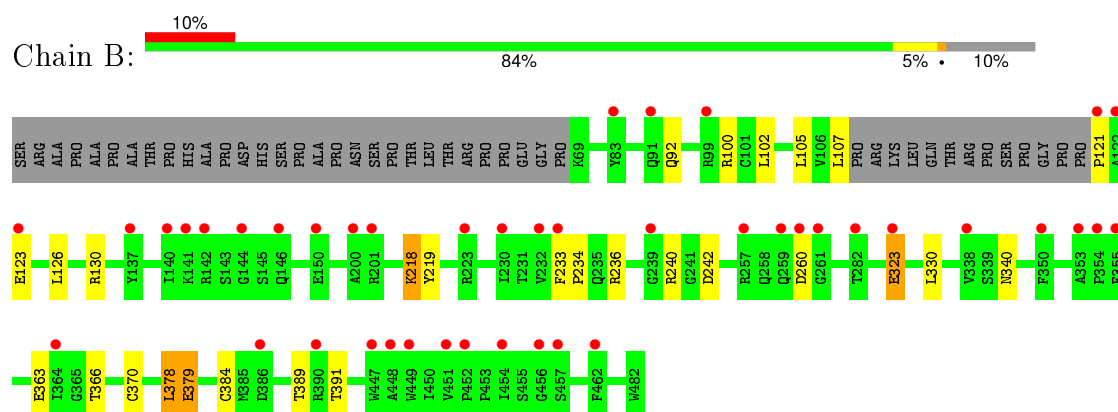 10%
Chain B:
84% 5% • 10%
SER ARG ALA PRO ALA PRO ALA THR PRO HIS ALA PRO ASP HIS SER PRO ALA PRO ASN SER PRO THR LEU THR ARG PRO PRO GLU GLY PRO K69 Y83 Q91 Q92 R99 R100 C101 L102 L105 V106 L107 PRO ARG LYS LEU GLN THR ARG PRO SER PRO GLY PRO PRO P121 A122
E123 L126 R130 Y137 I140 K141 R142 S143 G144 S145 Q146 E150 A200 R201 K218 Y219 R223 I230 T231 V232 F233 P234 Q235 R236 G239 R240 G241 D242 R257 Q258 Q259 D260 G261 T282 E323 L330 V338 S339 N340 F350 A353 P354 E355
E363 I364 G365 T366 C370 L378 E379 C384 M385 D386 T389 R390 T391 W447 A448 W449 I450 V451 P452 P453 I454 S455 G456 S457 F462 W482